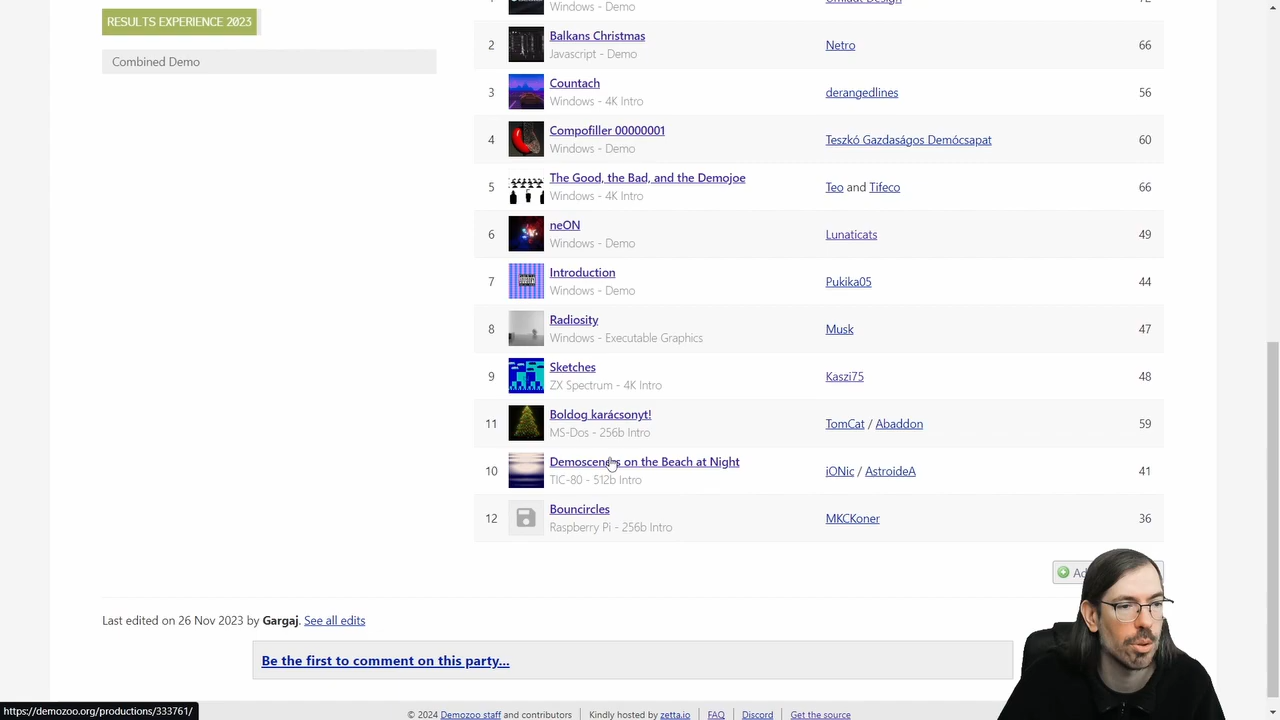 RESULTS EXPERIENCE 2023
Combined Demo
Windows - Demo
2 Balkans Christmas Netro 66
Javascript - Demo
3 Countach derangedlines 56
Windows - 4K Intro
4 Compofiller 00000001 Teszkó Gazdaságos Demócsapat 60
Windows - Demo
5 The Good, the Bad, and the Demojoe Teo and Tifeco 66
Windows - 4K Intro
6 neON Lunaticats 49
Windows - Demo
7 Introduction Pukika05 44
Windows - Demo
8 Radiosity Musk 47
Windows - Executable Graphics
9 Sketches Kaszi75 48
ZX Spectrum - 4K Intro
11 Boldog karácsonyt! TomCat / Abaddon 59
MS-Dos - 256b Intro
10 on the Beach at Night jONic / AstroideA 41
TIC-80 - 512b Intro
12 Bouncircles MKCKoner 36
Raspberry Pi - 256b Intro
Last edited on 26 Nov 2023 by Gargaj. See all edits
Be the first to comment on this party...
https://demozoo.org/productions/333761/
© 2024 Demozoo staff and contributors | Kindly hosted by zetta.io | FAQ | Discord | Get the source